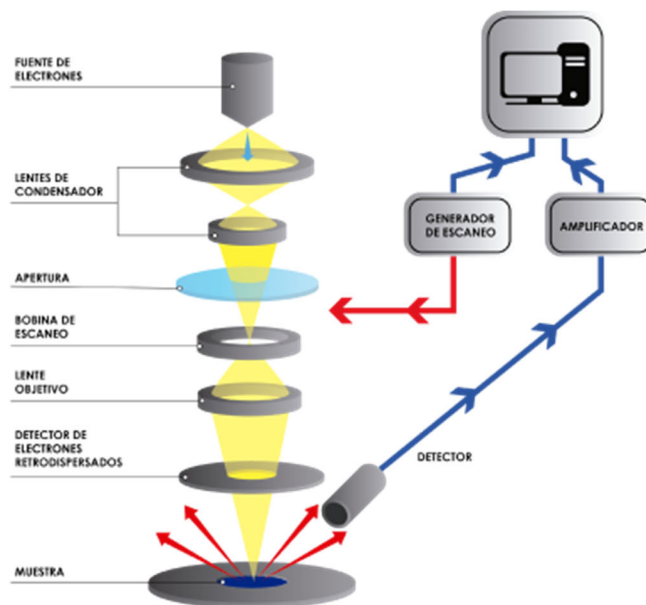 FUENTE DE
ELECTRONES
LENTES DE
CONDENSADOR
APERTURA
BOBINA DE
ESCANEO
LENTE
OBJETIVO
DETECTOR DE
ELECTRONES
RETRODISPERSADOS
MUESTRA
GENERADOR
DE ESCANEO
AMPLIFICADOR
DETECTOR